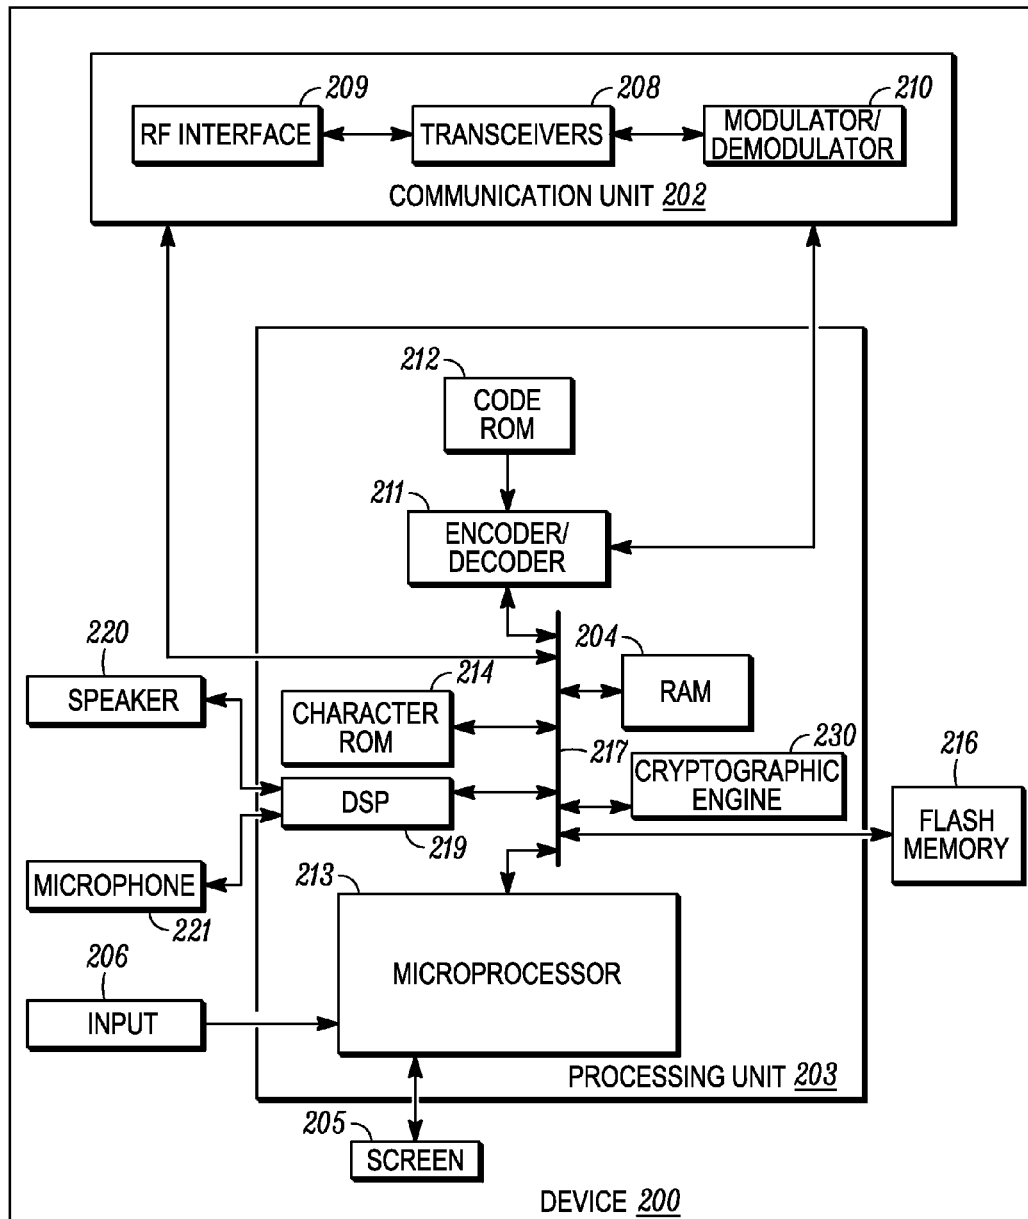 209
208
210
RF INTERFACE
TRANSCEIVERS
MODULATOR/
DEMODULATOR
COMMUNICATION UNIT 202
212
CODE
ROM
211
ENCODER/
DECODER
220
SPEAKER
214
CHARACTER
ROM
204
RAM
217
230
CRYPTOGRAPHIC
ENGINE
216
FLASH
MEMORY
DSP
219
MICROPHONE
221
213
MICROPROCESSOR
206
INPUT
PROCESSING UNIT 203
205
SCREEN
DEVICE 200